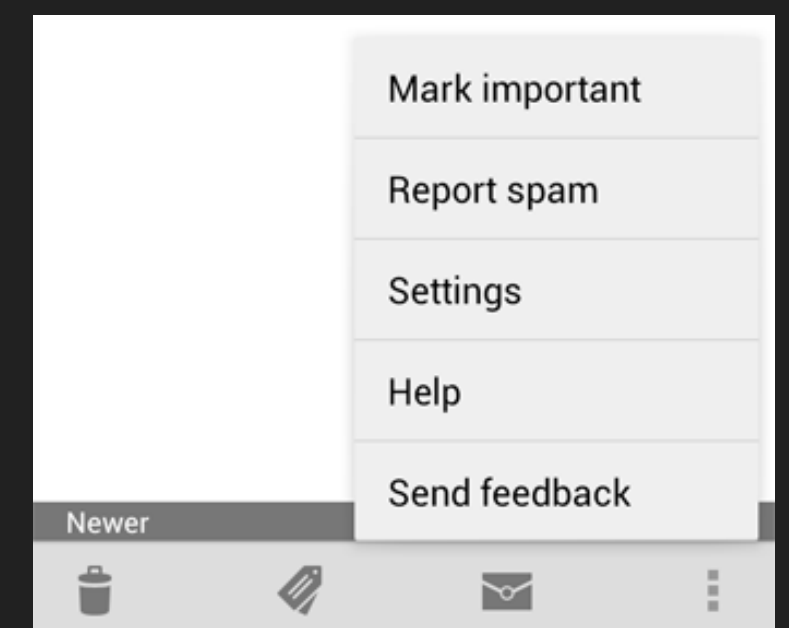 Mark important
Report spam
Settings
Help
Send feedback
Newer